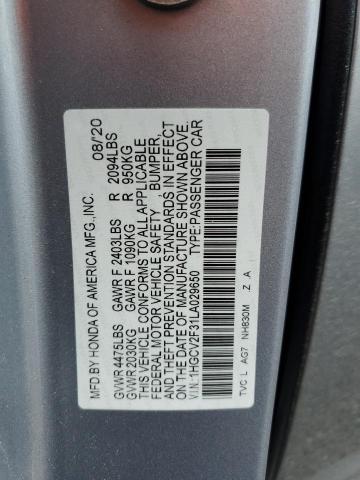 MFD. BY HONDA OF AMERICA MFG., INC. 08/'20
GVWR 4475LBS GAWR F 2403LBS R 2094LBS
GVWR 2030KG GAWR F 1090KG R 950KG
THIS VEHICLE CONFORMS TO ALL APPLICABLE
FEDERAL MOTOR VEHICLE SAFETY, BUMPER,
AND THEFT PREVENTION STANDARDS IN EFFECT
ON THE DATE OF MANUFACTURE SHOWN ABOVE.
V.I.N.:1HGCV2F31LA029650 TYPE:PASSENGER CAR
TVC L AG7 NH830M Z A